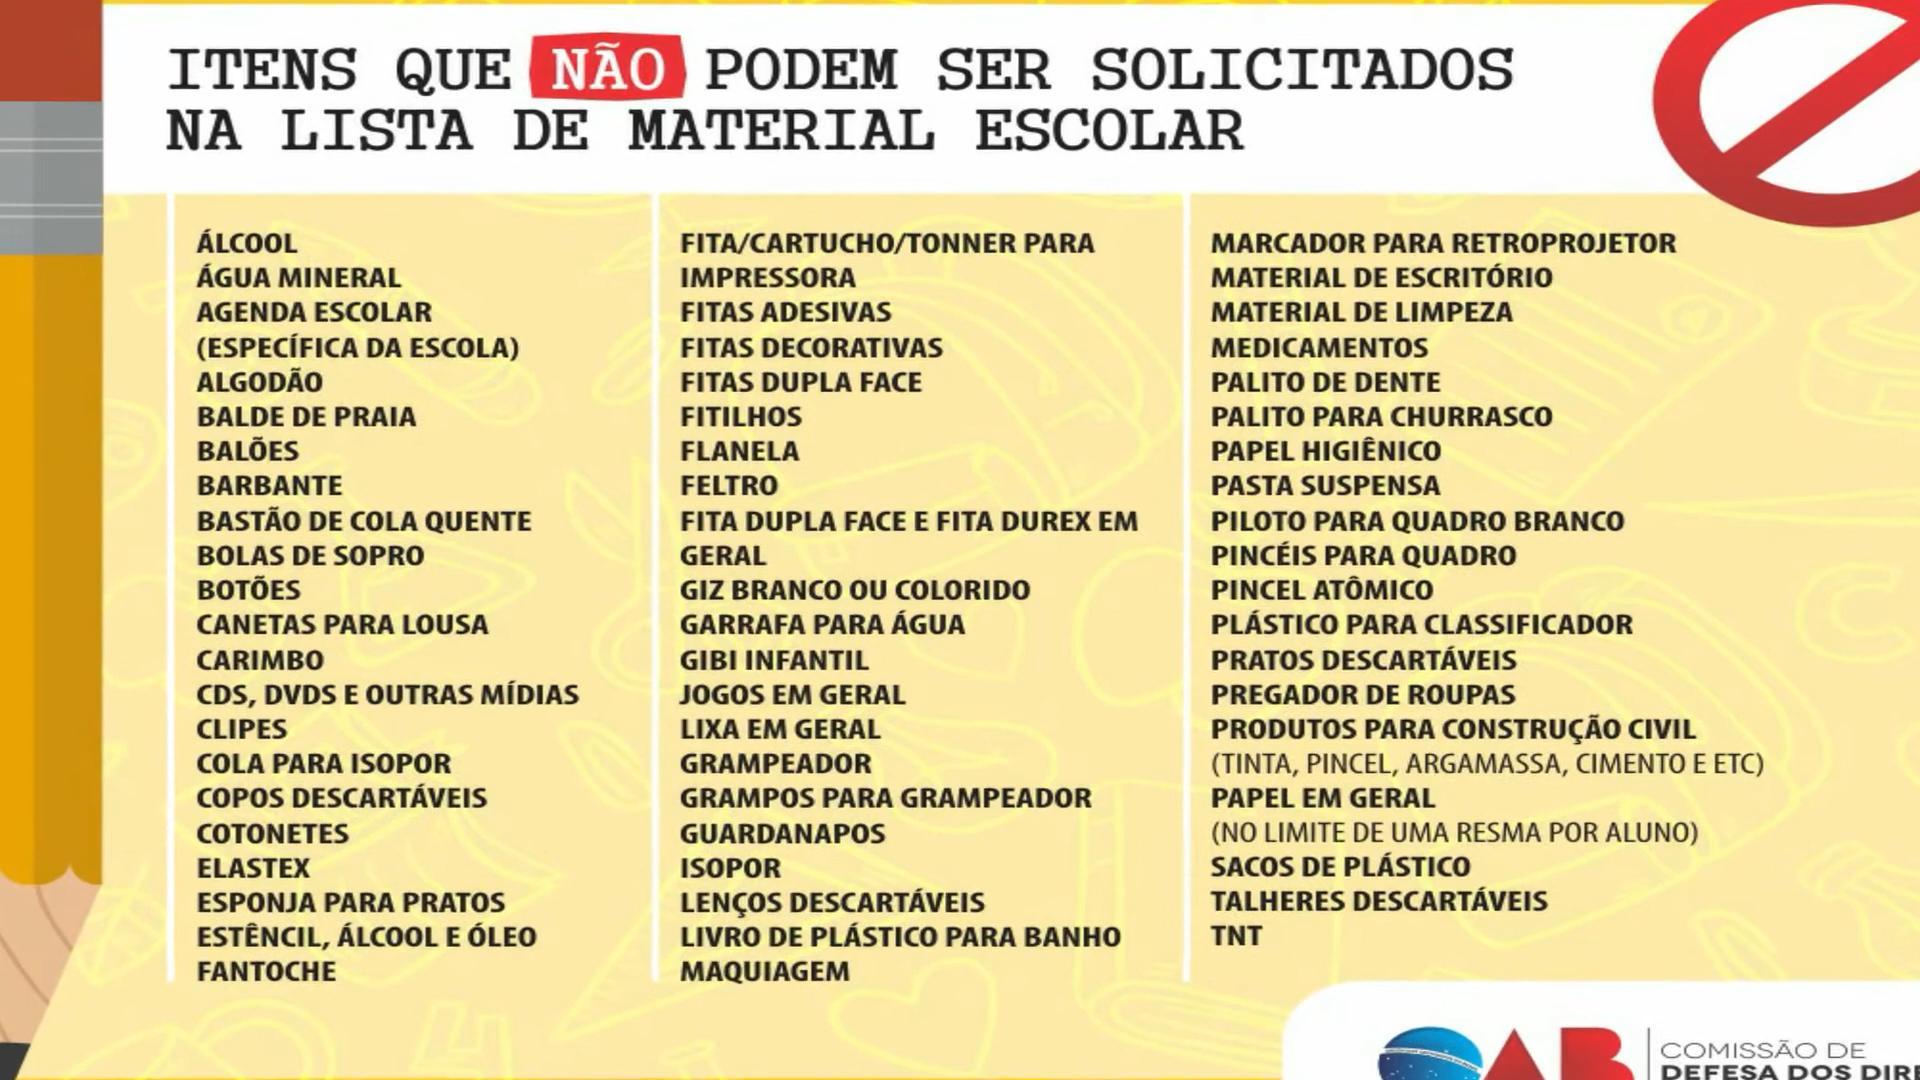 ITENS QUE NÃO PODEM SER SOLICITADOS
NA LISTA DE MATERIAL ESCOLAR
ÁLCOOL
ÁGUA MINERAL
AGENDA ESCOLAR
(ESPECÍFICA DA ESCOLA)
ALGODÃO
BALDE DE PRAIA
BALÕES
BARBANTE
BASTÃO DE COLA QUENTE
BOLAS DE SOPRO
BOTÕES
CANETAS PARA LOUSA
CARIMBO
CDS, DVDS E OUTRAS MÍDIAS
CLIPES
COLA PARA ISOPOR
COPOS DESCARTÁVEIS
COTONETES
ELASTEX
ESPONJA PARA PRATOS
ESTÊNCIL, ÁLCOOL E ÓLEO
FANTOCHE
FITA/CARTUCHO/TONNER PARA
IMPRESSORA
FITAS ADESIVAS
FITAS DECORATIVAS
FITAS DUPLA FACE
FITILHOS
FLANELA
FELTRO
FITA DUPLA FACE E FITA DUREX EM
GERAL
GIZ BRANCO OU COLORIDO
GARRAFA PARA ÁGUA
GIBI INFANTIL
JOGOS EM GERAL
LIXA EM GERAL
GRAMPEADOR
GRAMPOS PARA GRAMPEADOR
GUARDANAPOS
ISOPOR
LENÇOS DESCARTÁVEIS
LIVRO DE PLÁSTICO PARA BANHO
MAQUIAGEM
MARCADOR PARA RETROPROJETOR
MATERIAL DE ESCRITÓRIO
MATERIAL DE LIMPEZA
MEDICAMENTOS
PALITO DE DENTE
PALITO PARA CHURRASCO
PAPEL HIGIÊNICO
PASTA SUSPENSA
PILOTO PARA QUADRO BRANCO
PINCÉIS PARA QUADRO
PINCEL ATÔMICO
PLÁSTICO PARA CLASSIFICADOR
PRATOS DESCARTÁVEIS
PREGADOR DE ROUPAS
PRODUTOS PARA CONSTRUÇÃO CIVIL
(TINTA, PINCEL, ARGAMASSA, CIMENTO E ETC)
PAPEL EM GERAL
(NO LIMITE DE UMA RESMA POR ALUNO)
SACOS DE PLÁSTICO
TALHERES DESCARTÁVEIS
TNT
OAB
COMISSÃO DE
DEFESA DOS